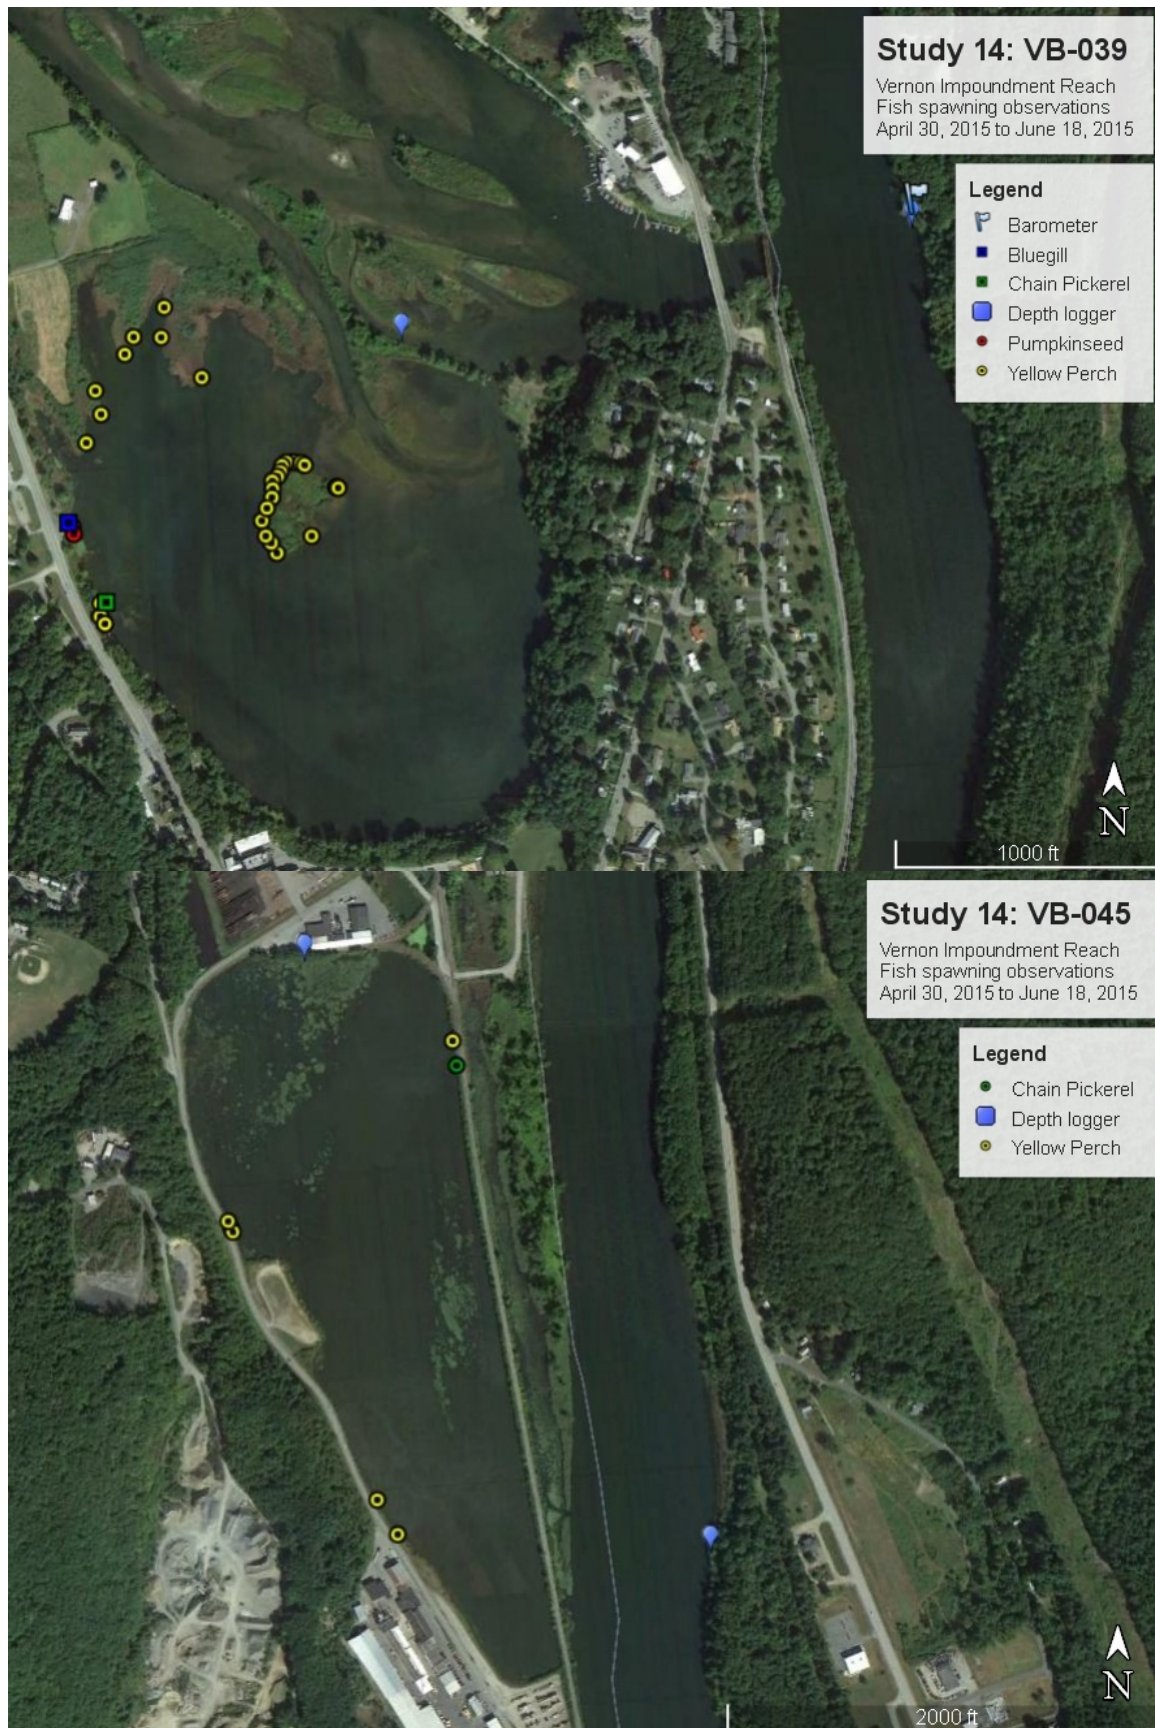 Study 14: VB-039
Vernon Impoundment Reach
Fish spawning observations
April 30, 2015 to June 18, 2015
Legend
Barometer
Bluegill
Chain Pickerel
Depth logger
Pumpkinseed
Yellow Perch
N
1000 ft
Study 14: VB-045
Vernon Impoundment Reach
Fish spawning observations
April 30, 2015 to June 18, 2015
Legend
Chain Pickerel
Depth logger
Yellow Perch
N
2000 ft